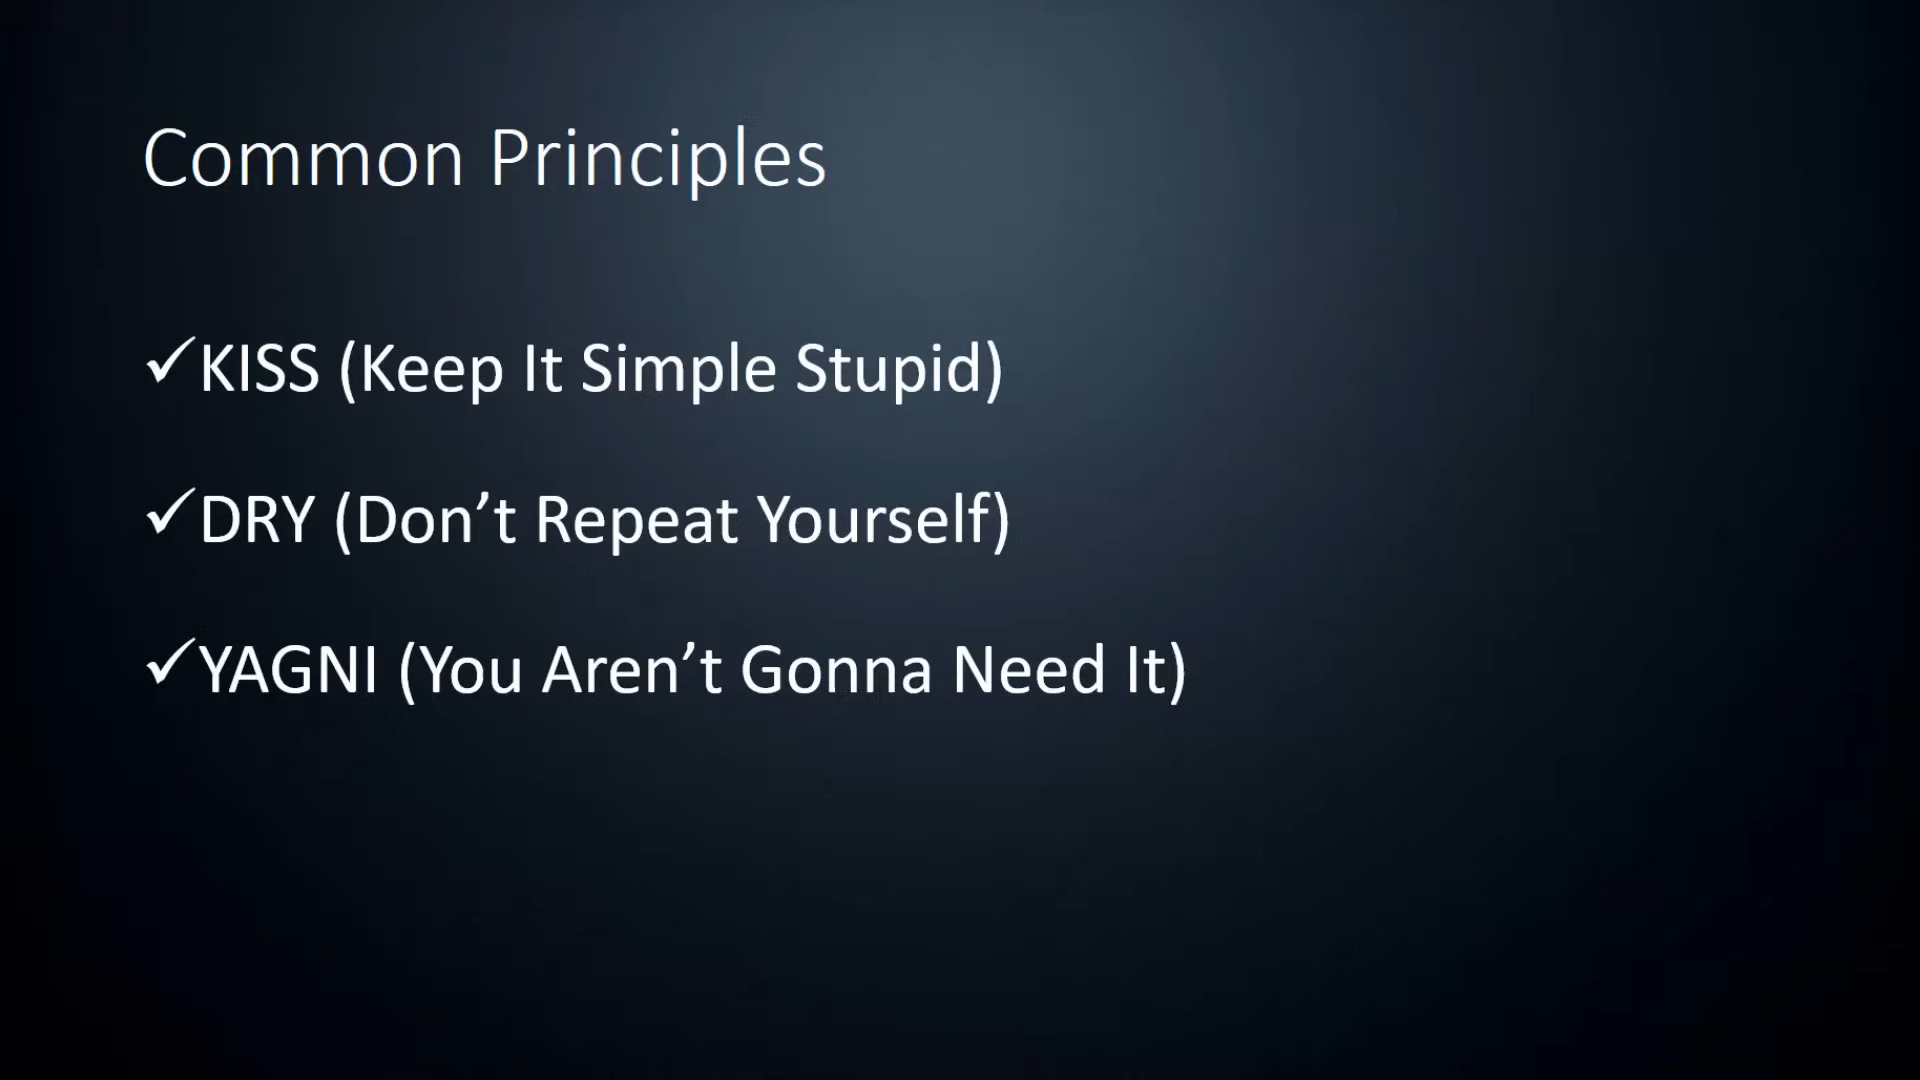 Common Principles
✓KISS (Keep It Simple Stupid)
✓DRY (Don’t Repeat Yourself)
✓YAGNI (You Aren’t Gonna Need It)